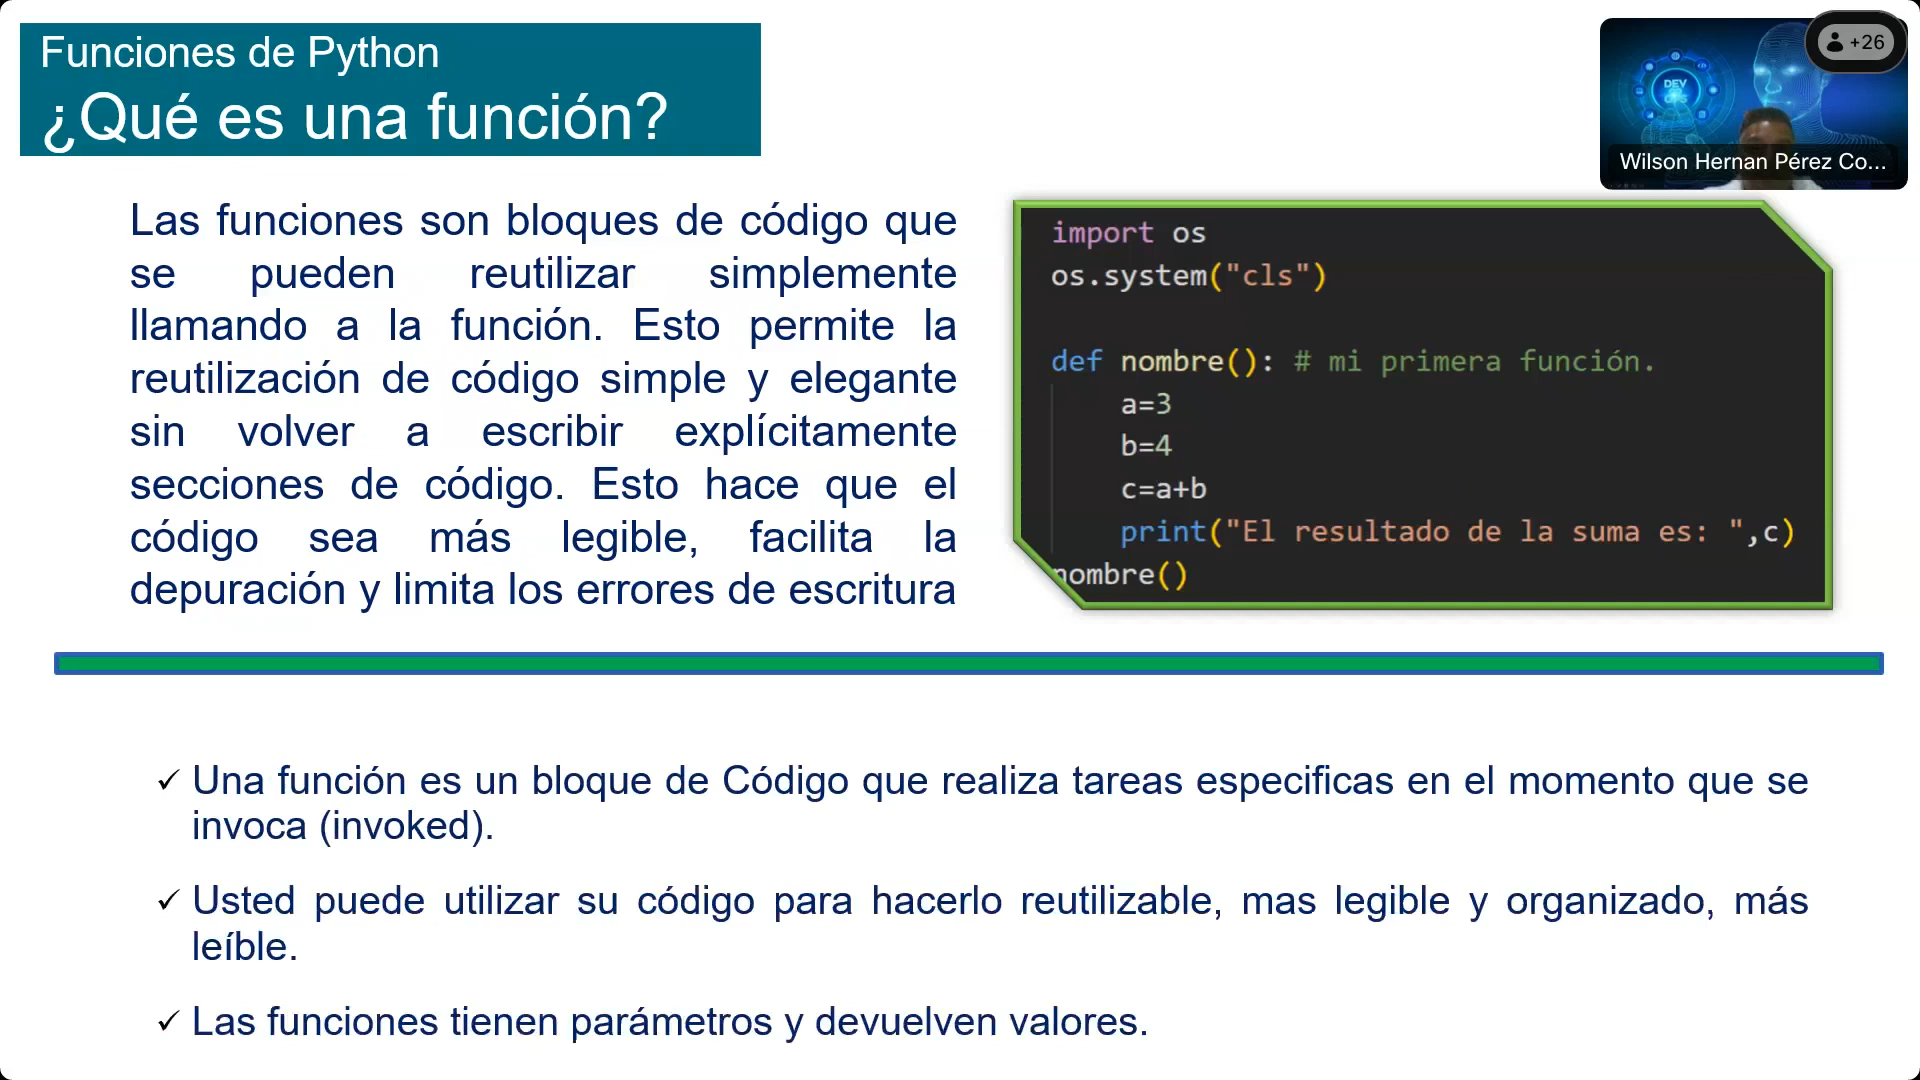 Funciones de Python
¿Qué es una función?
+26
DEV
OPS
Wilson Hernan Pérez Co...
Las funciones son bloques de código que
se pueden reutilizar simplemente
llamando a la función. Esto permite la
reutilización de código simple y elegante
sin volver a escribir explícitamente
secciones de código. Esto hace que el
código sea más legible, facilita la
depuración y limita los errores de escritura
import os
os.system("cls")
def nombre(): # mi primera función.
a=3
b=4
c=a+b
print("El resultado de la suma es: ",c)
nombre()
✓ Una función es un bloque de Código que realiza tareas especificas en el momento que se
invoca (invoked).
✓ Usted puede utilizar su código para hacerlo reutilizable, mas legible y organizado, más
leíble.
✓ Las funciones tienen parámetros y devuelven valores.